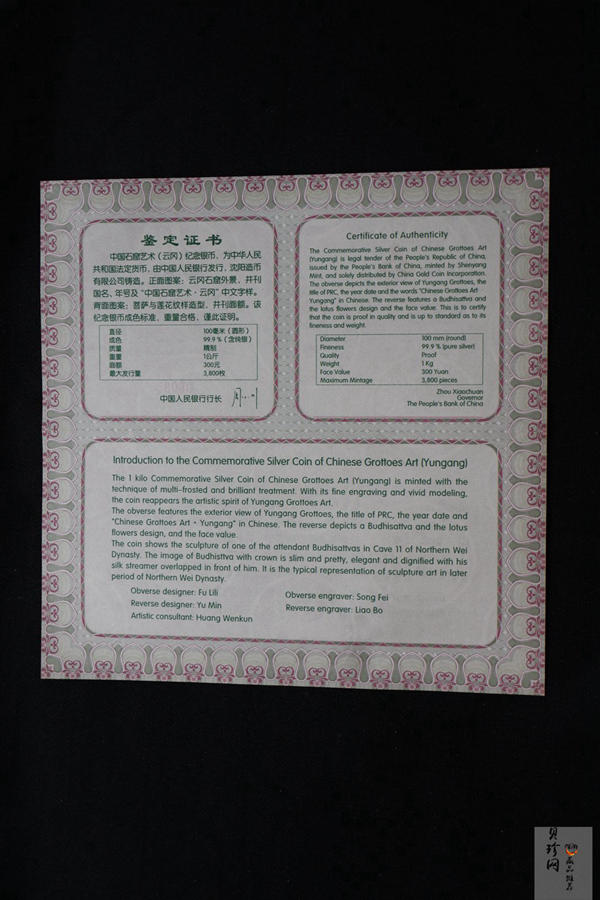 鉴定证书
中国石窟艺术（云冈）纪念银币，为中华人民
共和国法定货币，由中国人民银行发行，沈阳造币
有限公司铸造。正面图案：云冈石窟外景，并刊
国名、年号及“中国石窟艺术·云冈”中文字样。
背面图案：菩萨与莲花纹样造型，并刊面额。该
纪念银币成色标准，重量合格，谨此证明。
直径 100毫米（圆形）
成色 99.9％（含纯银）
质量 精制
重量 1公斤
面额 300元
最大发行量 3,800枚
中国人民银行行长
Certificate of Authenticity
The Commemorative Silver Coin of Chinese Grottoes Art
(Yungang) is legal tender of the People's Republic of China,
issued by the People's Bank of China, minted by Shenyang
Mint, and solely distributed by China Gold Coin Incorporation.
The obverse depicts the exterior view of Yungang Grottoes, the
title of PRC, the year date and the words "Chinese Grottoes Art·
Yungang" in Chinese. The reverse features a Budhisattva and
the lotus flowers design and the face value. This is to certify
that the coin is proof in quality and is up to standard as to its
fineness and weight.
Diameter 100 mm (round)
Fineness 99.9 % (pure silver)
Quality Proof
Weight 1 Kg
Face Value 300 Yuan
Maximum Mintage 3,800 pieces
Zhou Xiaochuan
Governor
The People's Bank of China
Introduction to the Commemorative Silver Coin of Chinese Grottoes Art (Yungang)
The 1 kilo Commemorative Silver Coin of Chinese Grottoes Art (Yungang) is minted with the
technique of multi-frosted and brilliant treatment. With its fine engraving and vivid modeling,
the coin reappears the artistic spirit of Yungang Grottoes Art.
The obverse features the exterior view of Yungang Grottoes, the title of PRC, the year date and
"Chinese Grottoes Art · Yungang" in Chinese. The reverse depicts a Budhisattva and the lotus
flowers design, and the face value.
The coin shows the sculpture of one of the attendant Budhisattvas in Cave 11 of Northern Wei
Dynasty. The image of Budhistva with crown is slim and pretty, elegant and dignified with his
silk streamer overlapped in front of him. It is the typical representation of sculpture art in later
period of Northern Wei Dynasty.
Obverse designer: Fu Lili
Obverse engraver: Song Fei
Reverse designer: Yu Min
Reverse engraver: Liao Bo
Artistic consultant: Huang Wenkun
贝珍网
藏品推荐